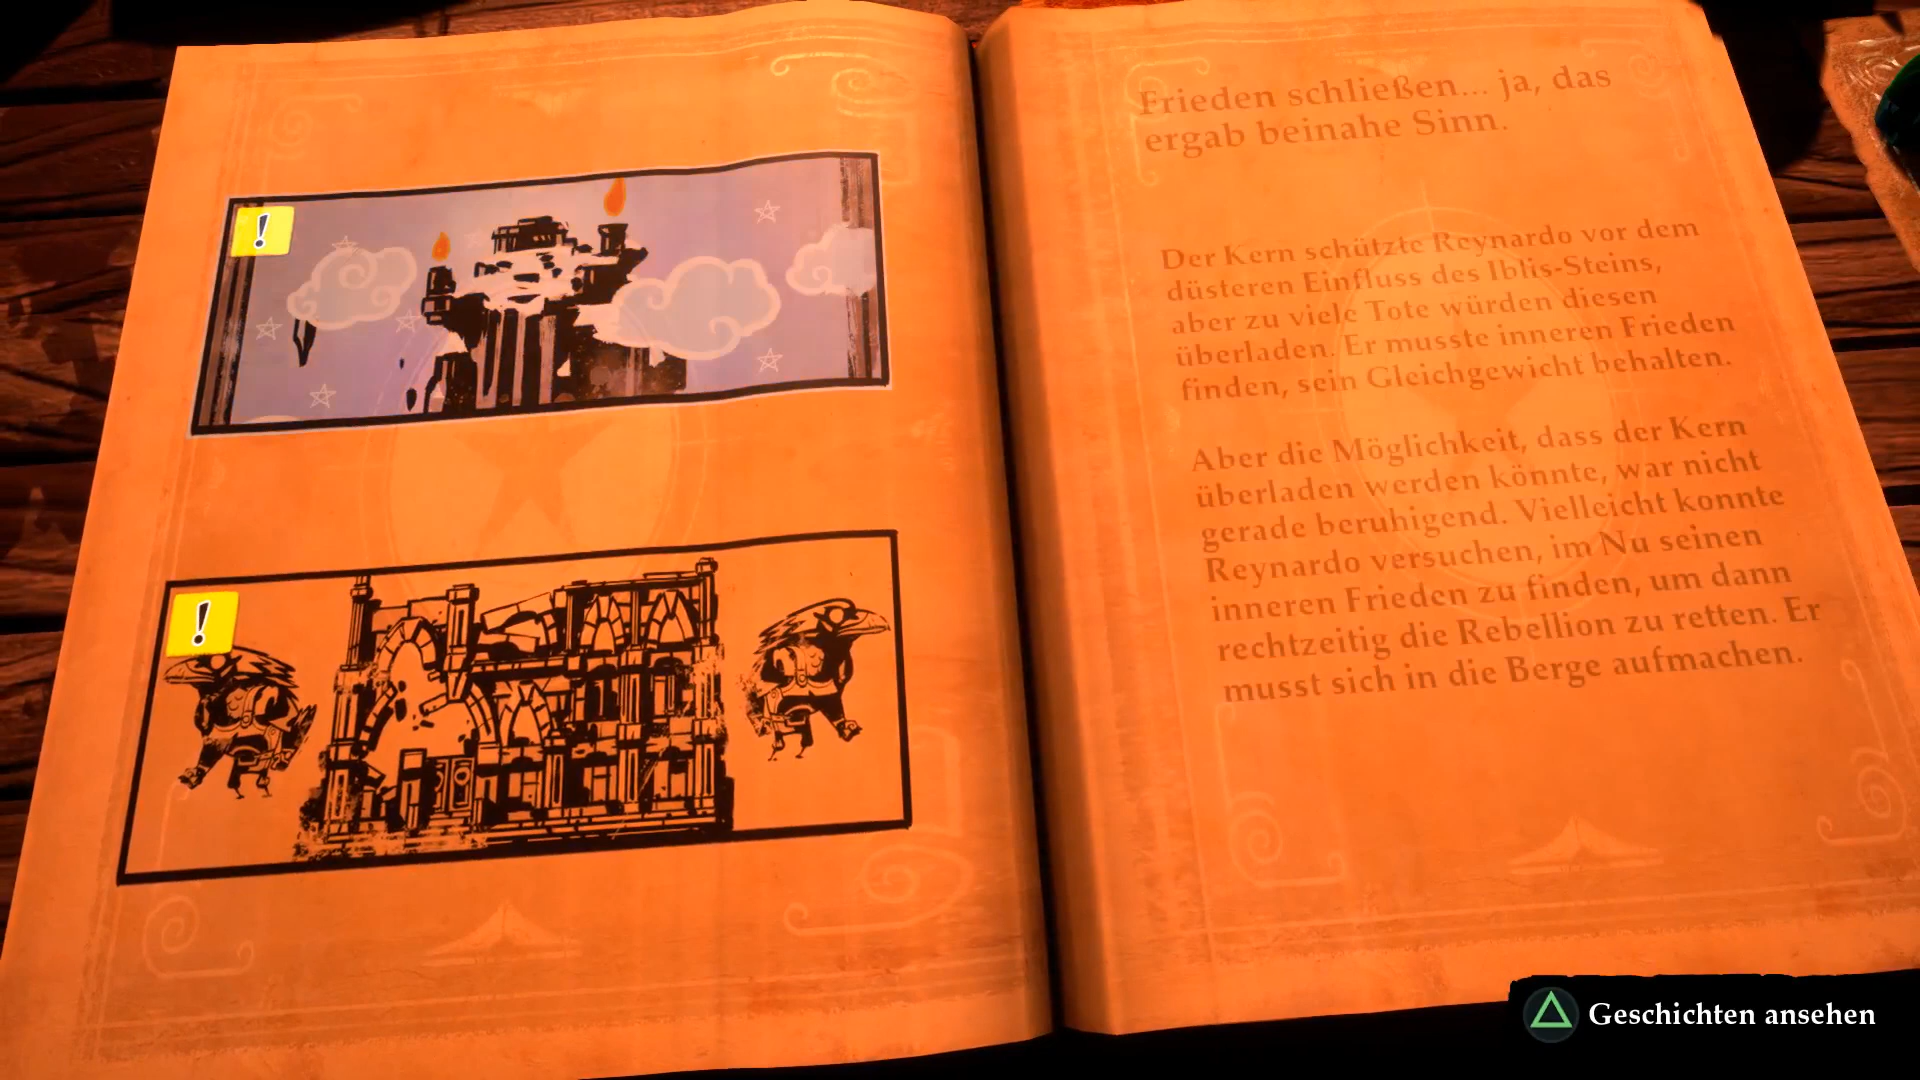 Frieden schließen... ja, das
ergab beinahe Sinn.
Der Kern schützte Reynardo vor dem
düsteren Einfluss des Iblis-Steins,
aber zu viele Tote würden diesen
überladen. Er musste inneren Frieden
finden, sein Gleichgewicht behalten.
Aber die Möglichkeit, dass der Kern
überladen werden könnte, war nicht
gerade beruhigend. Vielleicht konnte
Reynardo versuchen, im Nu seinen
inneren Frieden zu finden, um dann
rechtzeitig die Rebellion zu retten. Er
musst sich in die Berge aufmachen.
!
!
Geschichten ansehen